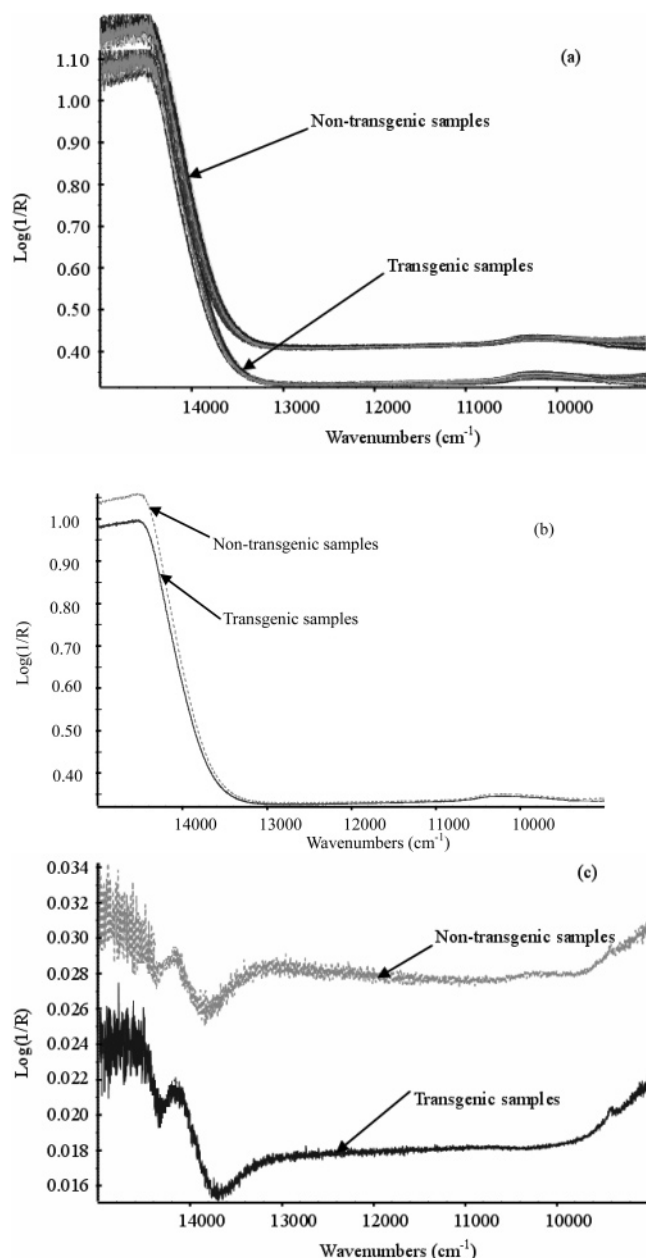 (a)
1.10
1.00
0.90
0.80
0.70
0.60
0.50
0.40
Log(1/R)
Non-transgenic samples
Transgenic samples
14000 13000 12000 11000 10000
Wavenumbers (cm-1)
(b)
1.00
0.90
0.80
0.70
0.60
0.50
0.40
Log(1/R)
Non-transgenic samples
Transgenic samples
14000 13000 12000 11000 10000
Wavenumbers (cm-1)
(c)
0.034
0.030
0.028
0.024
0.022
0.020
0.018
0.016
Log(1/R)
Non-transgenic samples
Transgenic samples
14000 13000 12000 11000 10000
Wavenumbers (cm-1)